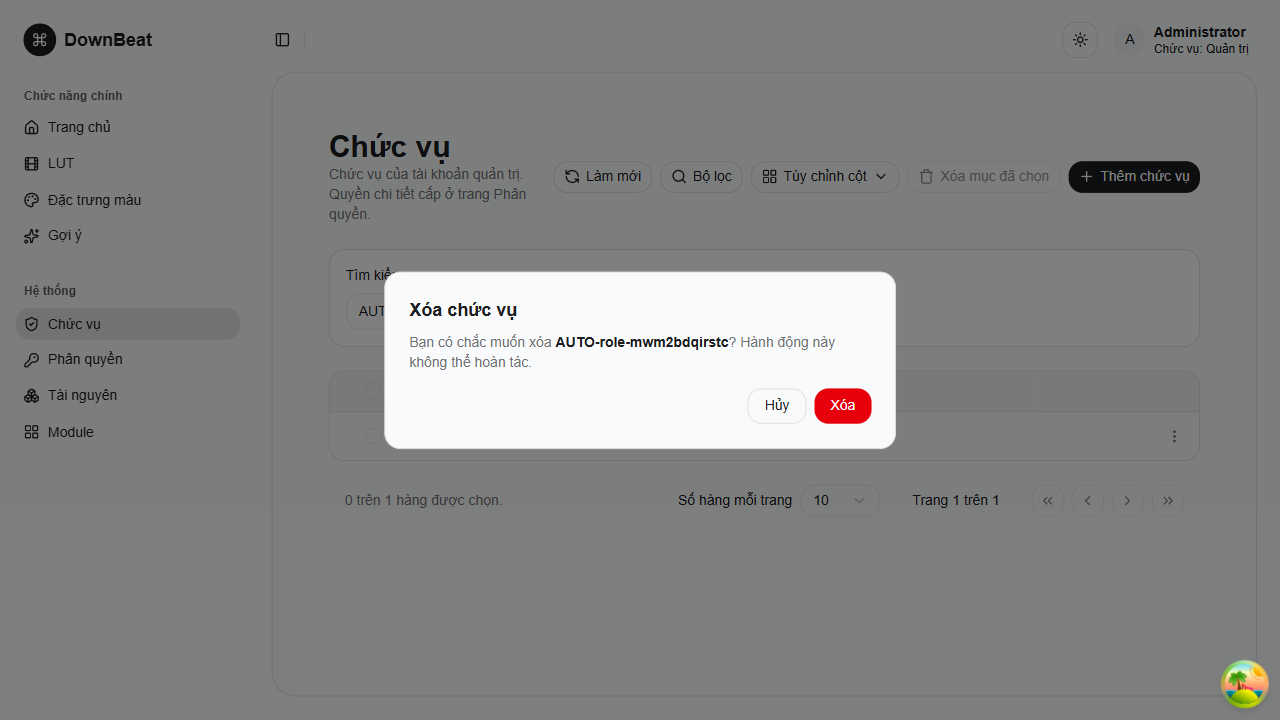 DownBeat
Administrator
A
Chức vụ: Quản trị
Chức năng chính
Trang chủ
LUT
Đặc trưng màu
Gợi ý
Hệ thống
Chức vụ
Phân quyền
Tài nguyên
Module
Chức vụ
Chức vụ của tài khoản quản trị.
Quyền chi tiết cấp ở trang Phân
quyền.
Làm mới
Bộ lọc
Tùy chỉnh cột
Xóa mục đã chọn
Thêm chức vụ
Tìm kiế
AUT
Xóa chức vụ
Bạn có chắc muốn xóa AUTO-role-mwm2bdqirstc? Hành động này
không thể hoàn tác.
Hủy
Xóa
0 trên 1 hàng được chọn.
Số hàng mỗi trang
10
Trang 1 trên 1